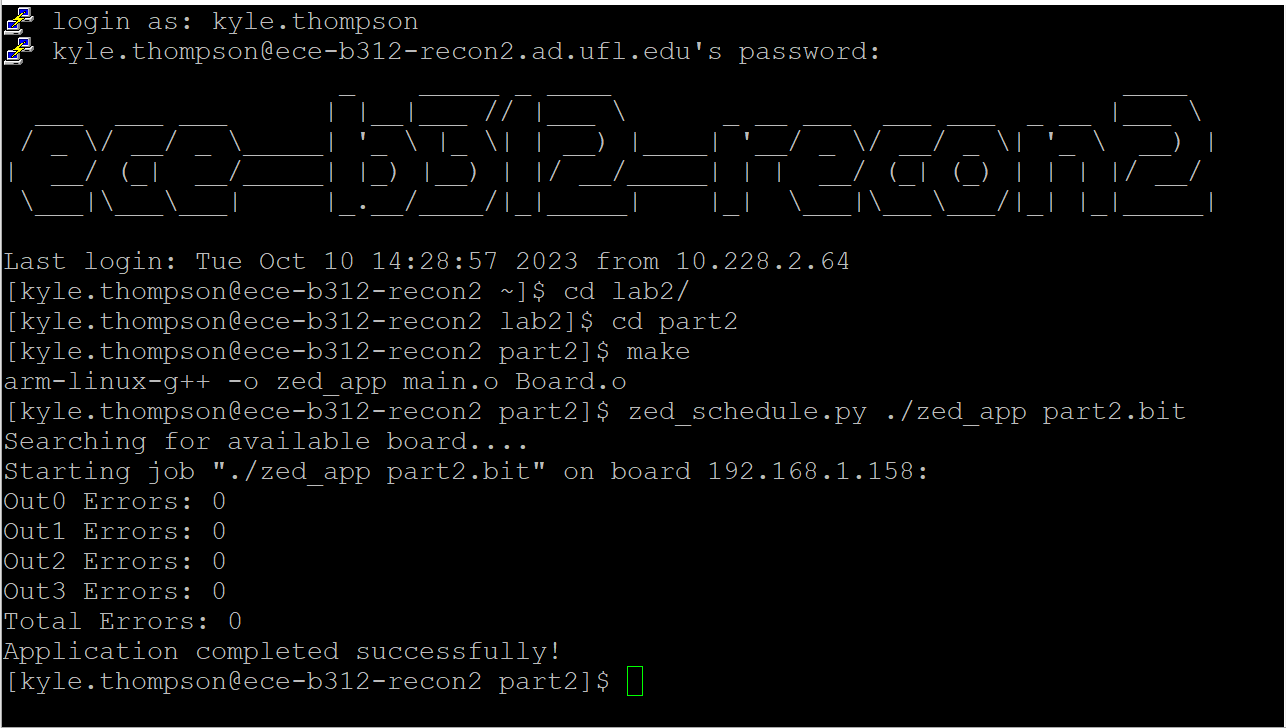 login as: kyle.thompson
kyle.thompson@ece-b312-recon2.ad.ufl.edu's password:
ece-b312-recon2
Last login: Tue Oct 10 14:28:57 2023 from 10.228.2.64
[kyle.thompson@ece-b312-recon2 ~]$ cd lab2/
[kyle.thompson@ece-b312-recon2 lab2]$ cd part2
[kyle.thompson@ece-b312-recon2 part2]$ make
arm-linux-g++ -o zed_app main.o Board.o
[kyle.thompson@ece-b312-recon2 part2]$ zed_schedule.py ./zed_app part2.bit
Searching for available board....
Starting job "./zed_app part2.bit" on board 192.168.1.158:
Out0 Errors: 0
Out1 Errors: 0
Out2 Errors: 0
Out3 Errors: 0
Total Errors: 0
Application completed successfully!
[kyle.thompson@ece-b312-recon2 part2]$